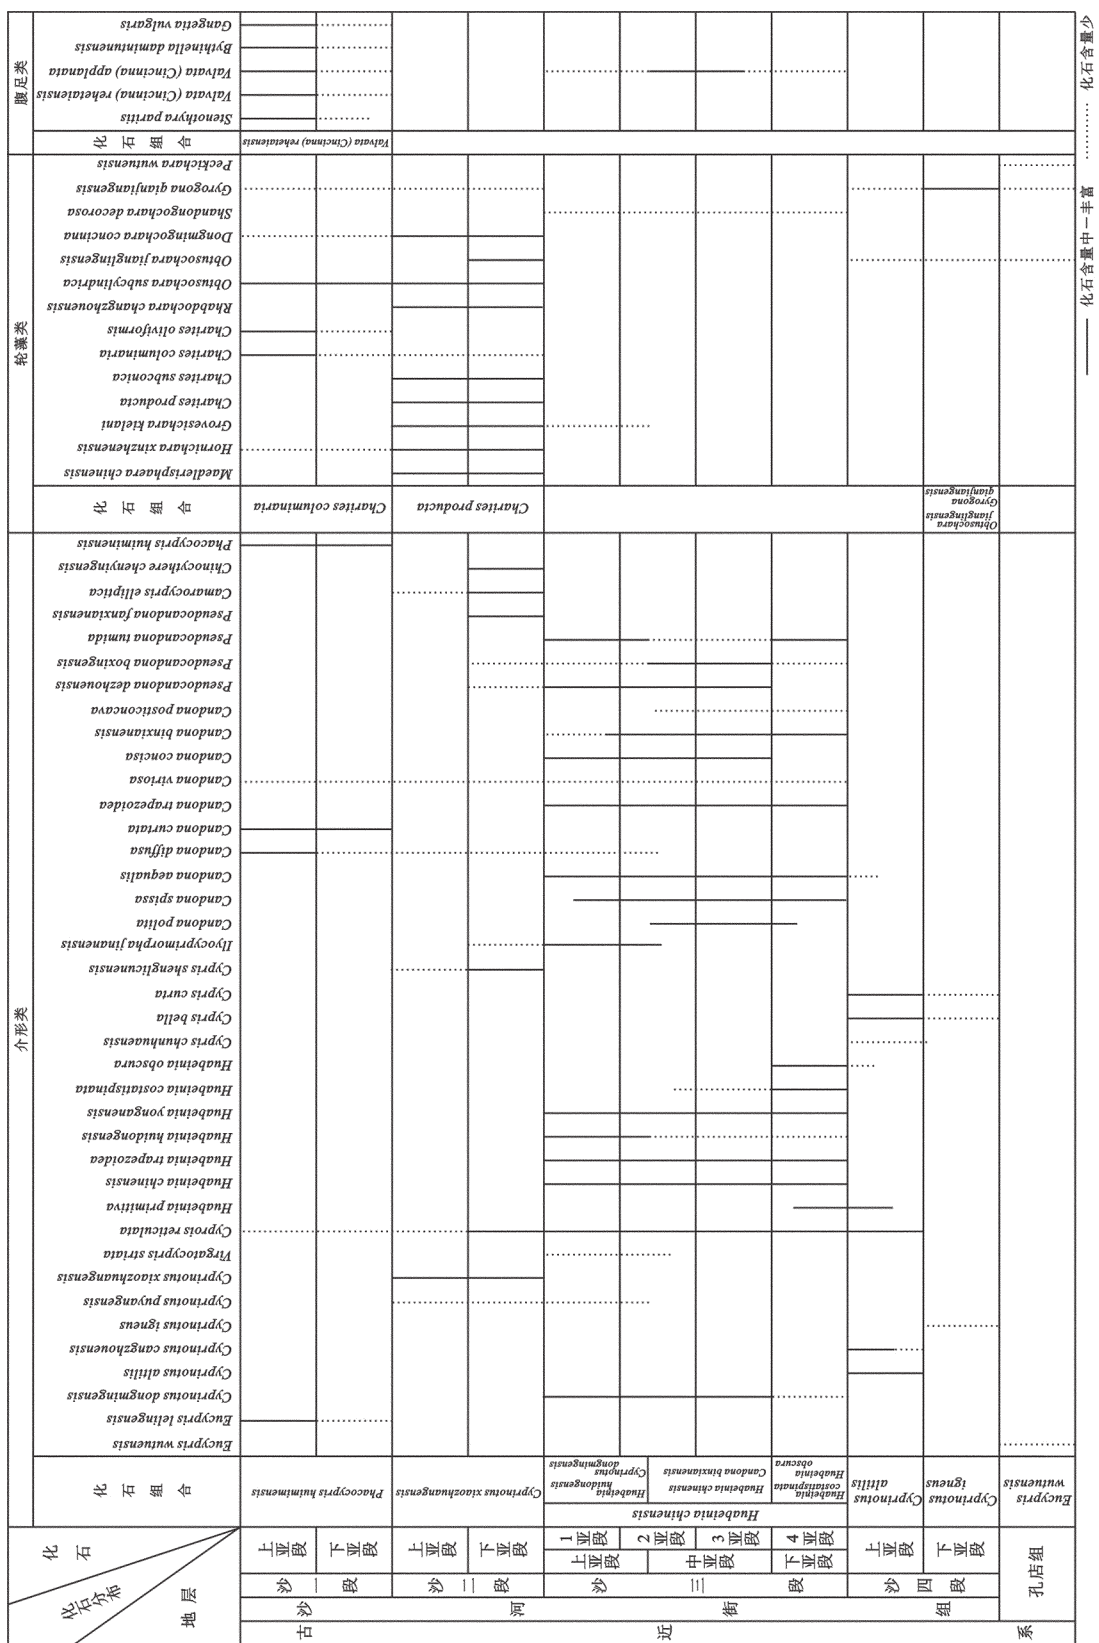 化石
化石分布
地层
介形类
轮藻类
腹足类
化石组合
Eucypris wutuensis
Eucypris lelingensis
Cyprinotus dongmingensis
Cyprinotus altilis
Cyprinotus cangzhouensis
Cyprinotus igneus
Cyprinotus puyangensis
Cyprinotus xiaozhuangensis
Virgatocypris striata
Cyprois reticulata
Huabeinia primitiva
Huabeinia chinensis
Huabeinia trapezoidea
Huabeinia huidongensis
Huabeinia yonganensis
Huabeinia costatispinata
Huabeinia obscura
Cypris chunhuaensis
Cypris bella
Cypris curta
Cypris shenglicunensis
Ilyocyprimorpha jinanensis
Candona polita
Candona spissa
Candona aequalis
Candona diffusa
Candona curtata
Candona trapezoidea
Candona viriosa
Candona concisa
Candona binxianensis
Candona posticoncava
Pseudocandona dezhouensis
Pseudocandona boxingensis
Pseudocandona tumida
Pseudocandona fanxianensis
Camarocypris elliptica
Chinocythere chenyingensis
Phacocypris huiminensis
化石组合
Maedlerisphaera chinensis
Hornichara xinzhenensis
Grovesichara kielani
Charites producta
Charites subconica
Charites columinaria
Charites oliviformis
Rhabdochara changzhouensis
Obtusochara subcylindrica
Obtusochara jianglingensis
Dongmingochara concinna
Shandongochara decorosa
Gyrogona qianjiangensis
Peckichara wutuensis
化石组合
Stenothyra paritis
Valvata (Cincinna) rehetaiensis
Valvata (Cincinna) applanata
Bythinella damintunensis
Gangetia vulgaris
古近系
沙河街组
孔店组
沙一段
上亚段
下亚段
Phacocypris huimimensis
Charites columinaria
Valvata (Cincinna) rehetaiensis
沙二段
上亚段
下亚段
Cyprinotus xiaozhuangensis
Charites producta
沙三段
上亚段
中亚段
下亚段
1亚段
2亚段
3亚段
4亚段
Huabeinia chinensis
Huabeinia
huidongensis
Cyprinotus
dongmingensis
Huabeinia chinensis
Candona binxianensis
Huabeinia
costatispinata
Huabeinia
obscura
沙四段
上亚段
下亚段
Cyprinotus
altilis
Cyprinotus
igneus
Obtusochara
jianglingensis
Gyrogona
qianjiangensis
Eucypris
wutuensis
化石含量中-丰富
化石含量少